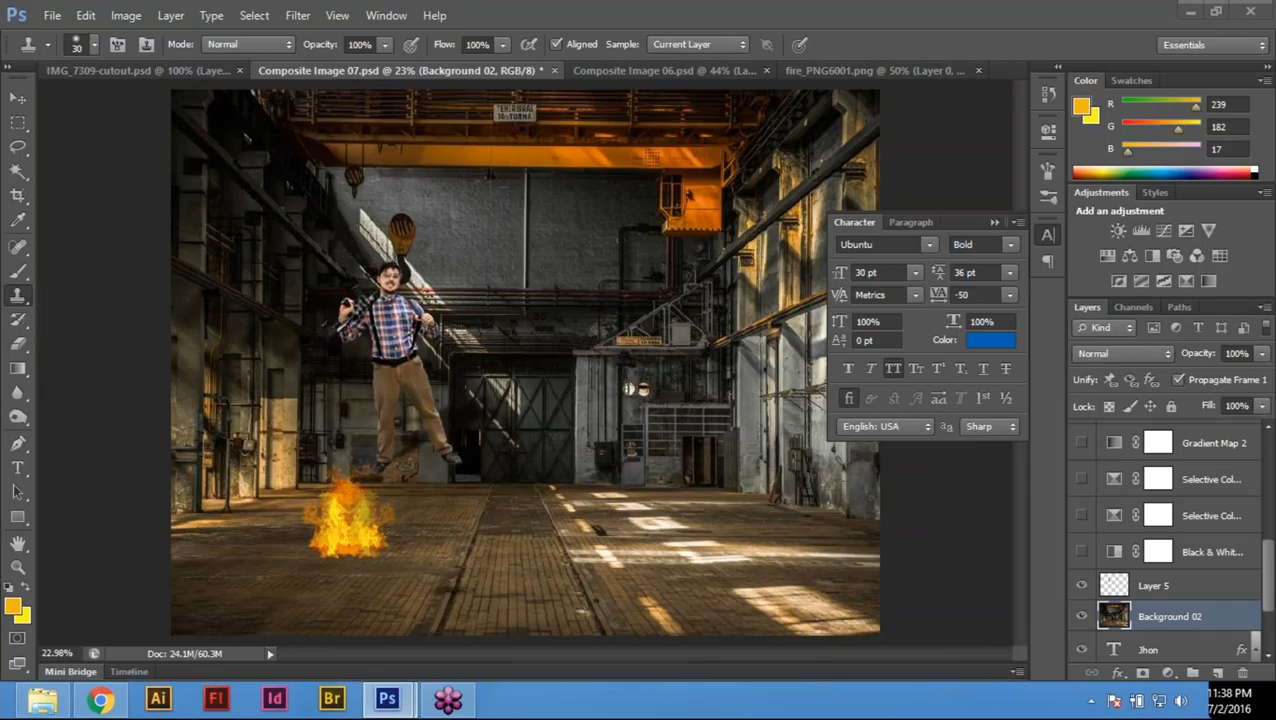 Ps File Edit Image Layer Type Select Filter View Window Help
30 Mode: Normal Opacity: 100% Flow: 100% Aligned Sample: Current Layer Essentials
IMG_7309-cutout.psd @ 100% (Laye... × Composite Image 07.psd @ 23% (Background 02, RGB/8) * × Composite Image 06.psd @ 44% (La... × fire_PNG6001.png @ 50% (Layer 0, ... ×
Color Swatches
R 239
G 182
B 17
Adjustments Styles
Add an adjustment
Character Paragraph
Ubuntu Bold
30 pt 36 pt
Metrics -50
100% 100%
0 pt Color:
English: USA aa Sharp
Layers Channels Paths
Kind
Normal Opacity: 100%
Unify: Propagate Frame 1
Lock: Fill: 100%
Gradient Map 2
Selective Col...
Selective Col...
Black & Whit...
Layer 5
Background 02
Jhon fx
22.98% Doc: 24.1M/60.3M
Mini Bridge Timeline
Ai Fl Id Br Ps
11:38 PM
7/2/2016